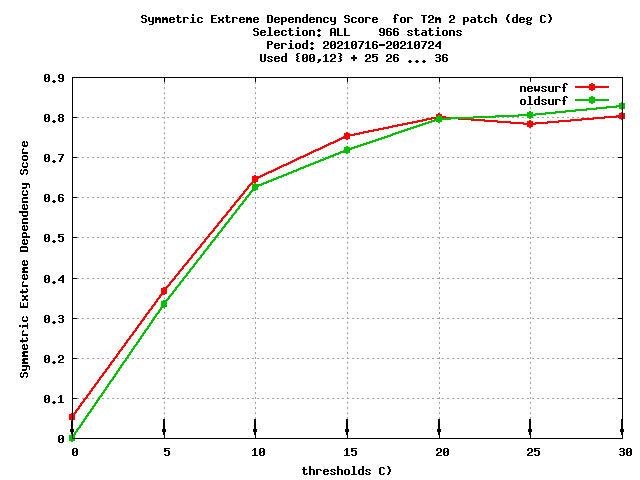 Symmetric Extreme Dependency Score  for T2m 2 patch (deg C)
Selection: ALL    966 stations
Period: 20210716-20210724
Used {00,12} + 25 26 ... 36
newsurf
oldsurf
Symmetric Extreme Dependency Score
0.9
0.8
0.7
0.6
0.5
0.4
0.3
0.2
0.1
0
0 5 10 15 20 25 30
thresholds C)